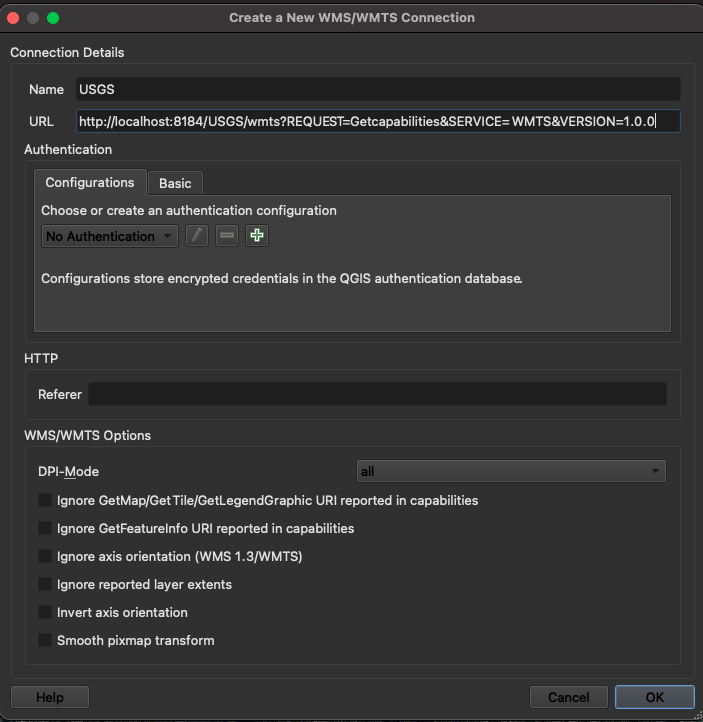 Create a New WMS/WMTS Connection
Connection Details
Name USGS
URL http://localhost:8184/USGS/wmts?REQUEST=Getcapabilities&SERVICE=WMTS&VERSION=1.0.0
Authentication
Configurations Basic
Choose or create an authentication configuration
No Authentication
Configurations store encrypted credentials in the QGIS authentication database.
HTTP
Referer
WMS/WMTS Options
DPI-Mode all
Ignore GetMap/GetTile/GetLegendGraphic URI reported in capabilities
Ignore GetFeatureInfo URI reported in capabilities
Ignore axis orientation (WMS 1.3/WMTS)
Ignore reported layer extents
Invert axis orientation
Smooth pixmap transform
Help Cancel OK